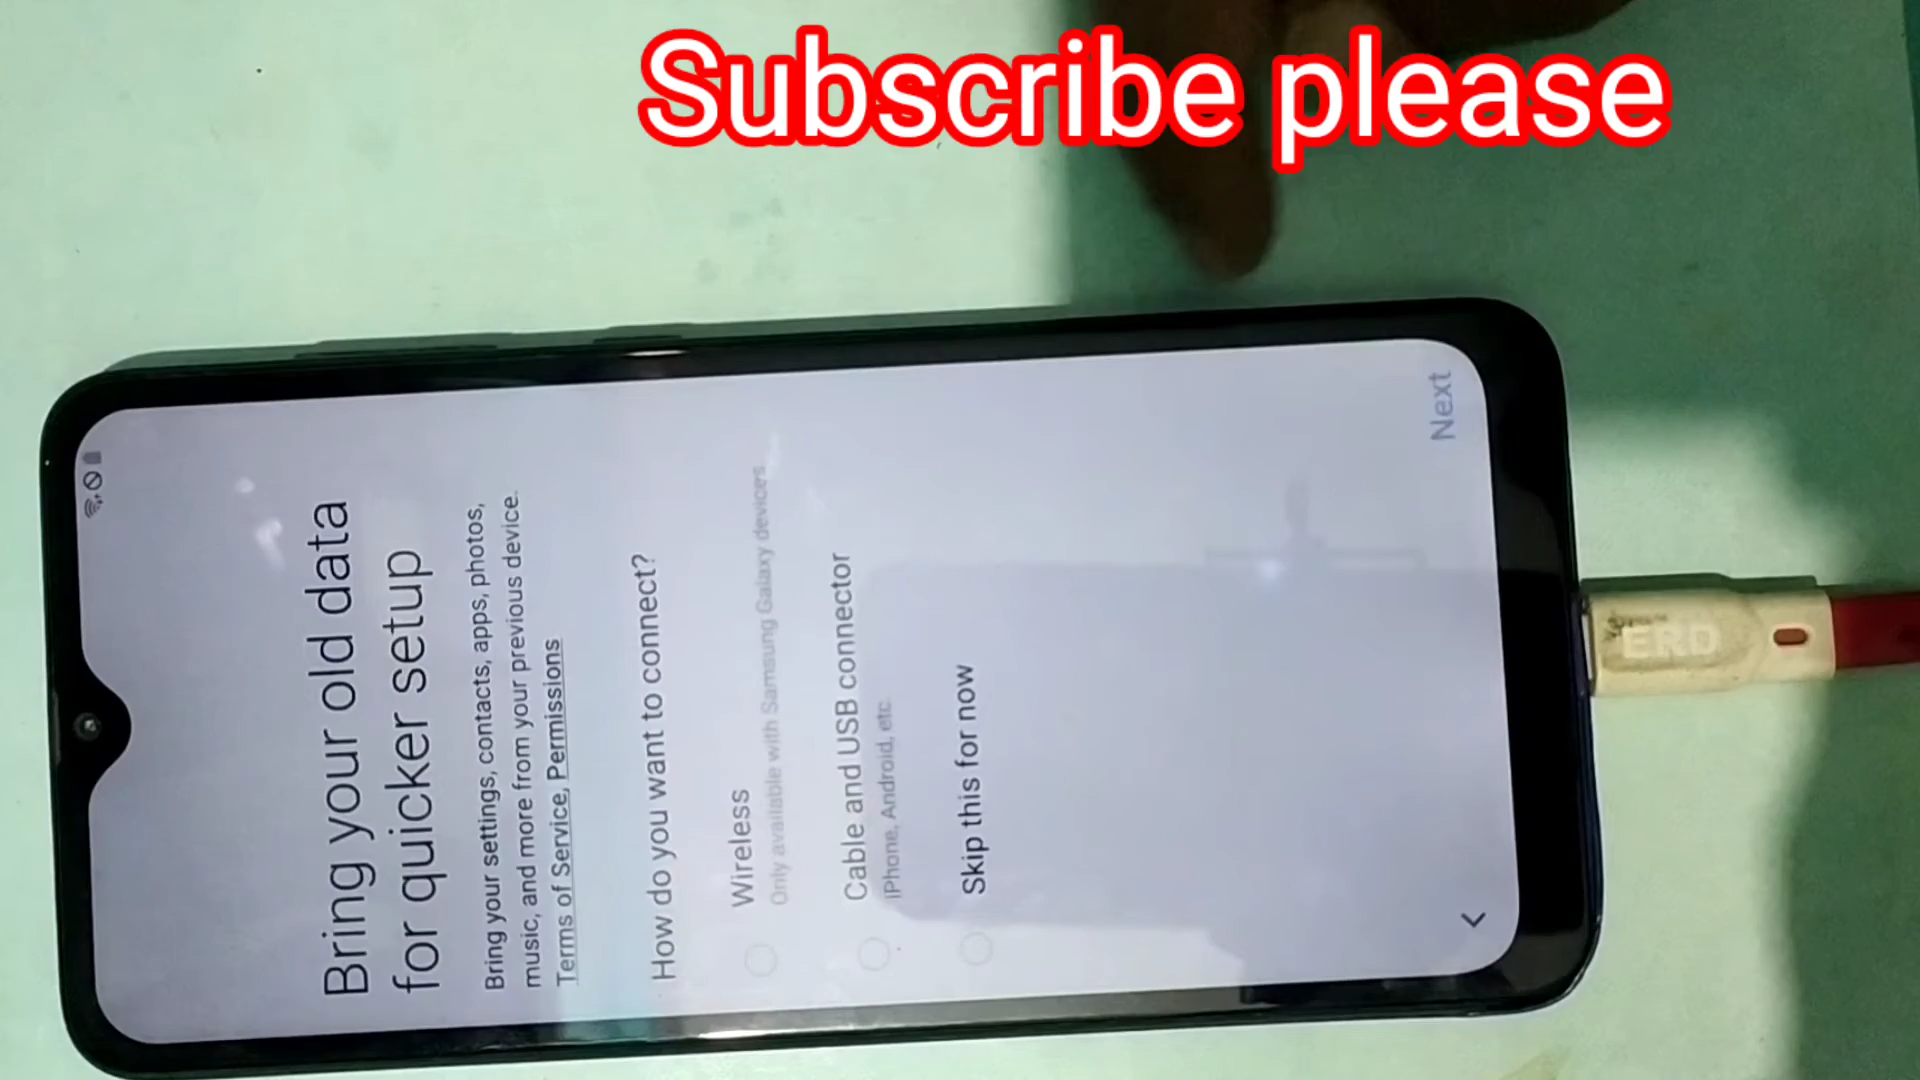 Subscribe please
Bring your old data
for quicker setup
Bring your settings, contacts, apps, photos,
music, and more from your previous device.
Terms of Service, Permissions
How do you want to connect?
Wireless
Only available with Samsung Galaxy devices
Cable and USB connector
iPhone, Android, etc.
Skip this for now
Next
ERD